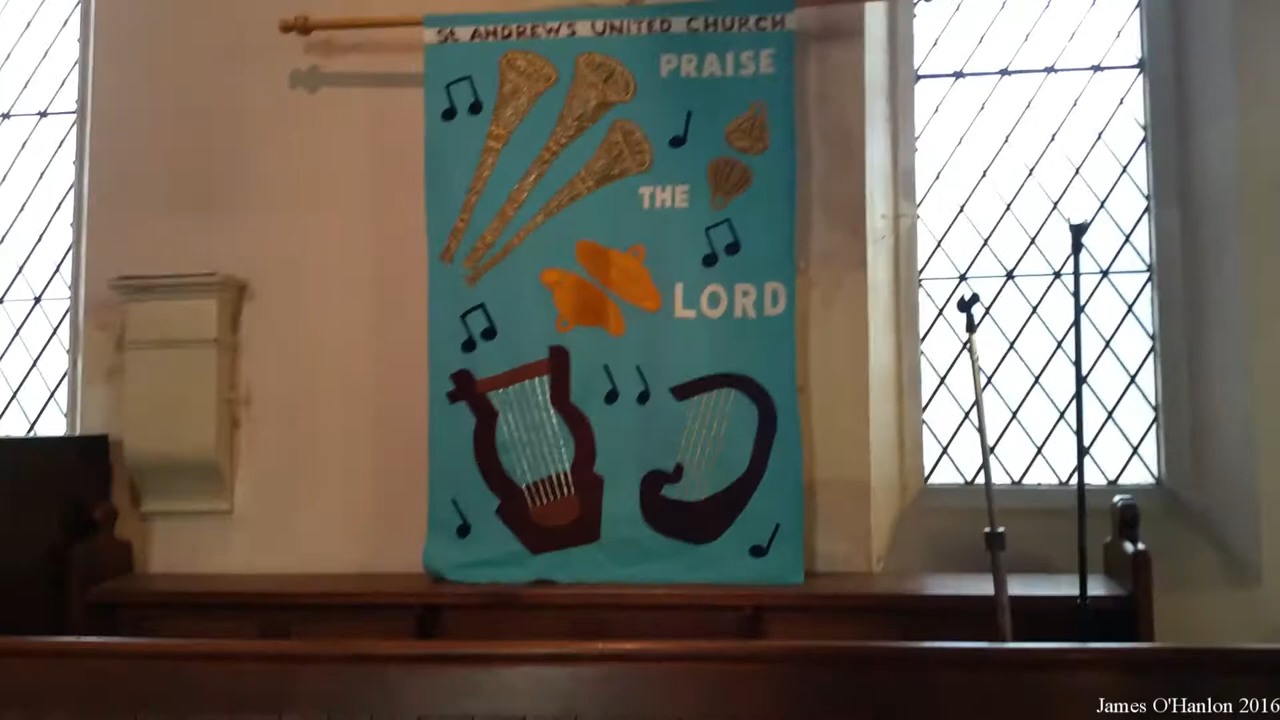 St. ANDREWS UNITED CHURCH
PRAISE
THE
LORD
James O'Hanlon 2016